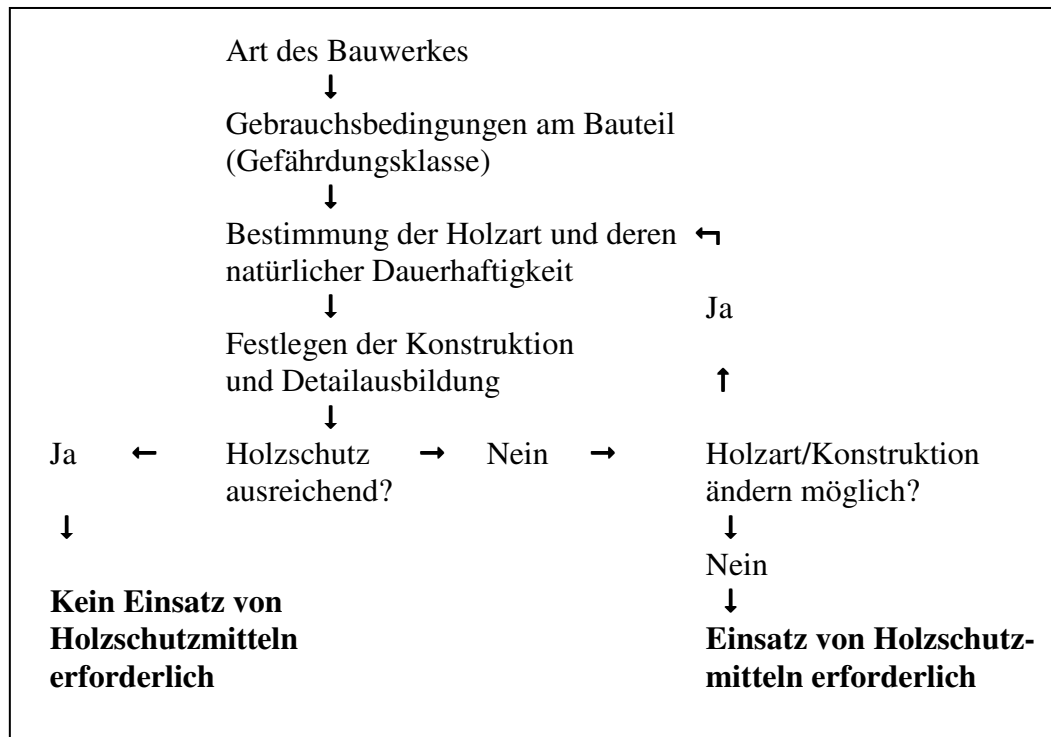 Art des Bauwerkes
↓
Gebrauchsbedingungen am Bauteil
(Gefährdungsklasse)
↓
Bestimmung der Holzart und deren ↰
natürlicher Dauerhaftigkeit
↓ Ja
Festlegen der Konstruktion
und Detailausbildung ↑
↓
Ja ← Holzschutz → Nein → Holzart/Konstruktion
ausreichend? ändern möglich?
↓ ↓
Nein
Kein Einsatz von ↓
Holzschutzmitteln Einsatz von Holzschutz-
erforderlich mitteln erforderlich